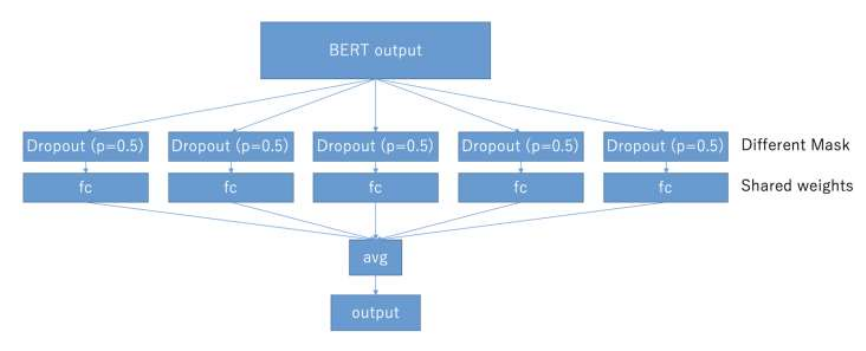 BERT output
Dropout (p=0.5) Dropout (p=0.5) Dropout (p=0.5) Dropout (p=0.5) Dropout (p=0.5) Different Mask
fc fc fc fc fc Shared weights
avg
output